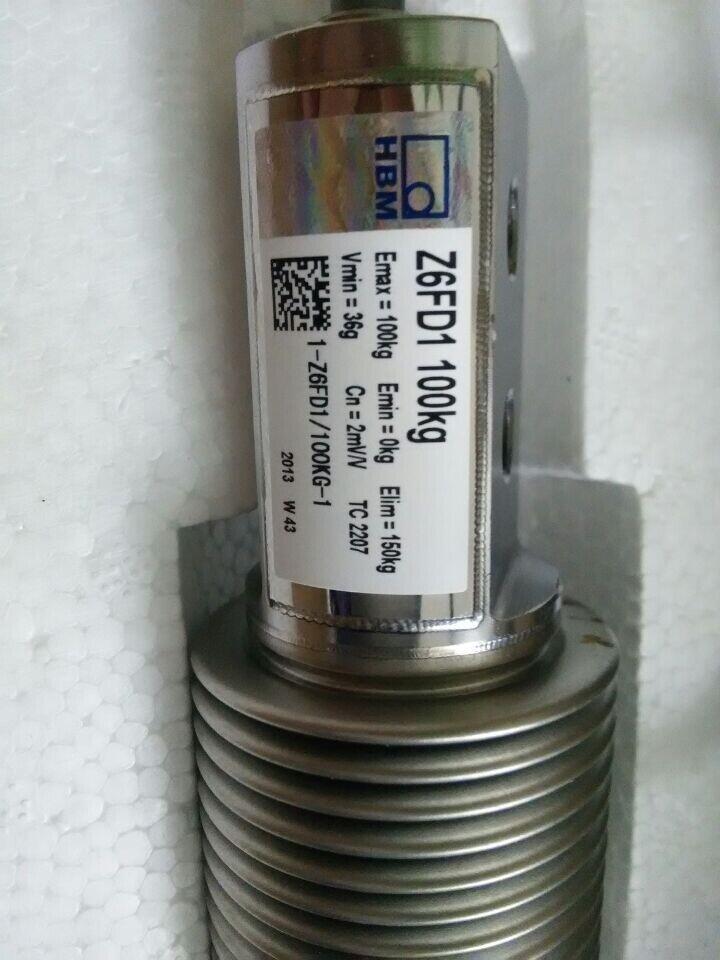 HBM
Z6FD1 100kg
Emax = 100kg Emin = 0kg Elim = 150kg
Vmin = 36g Cn = 2mV/V TC 2207
1-Z6FD1/100KG-1
2013 W 43